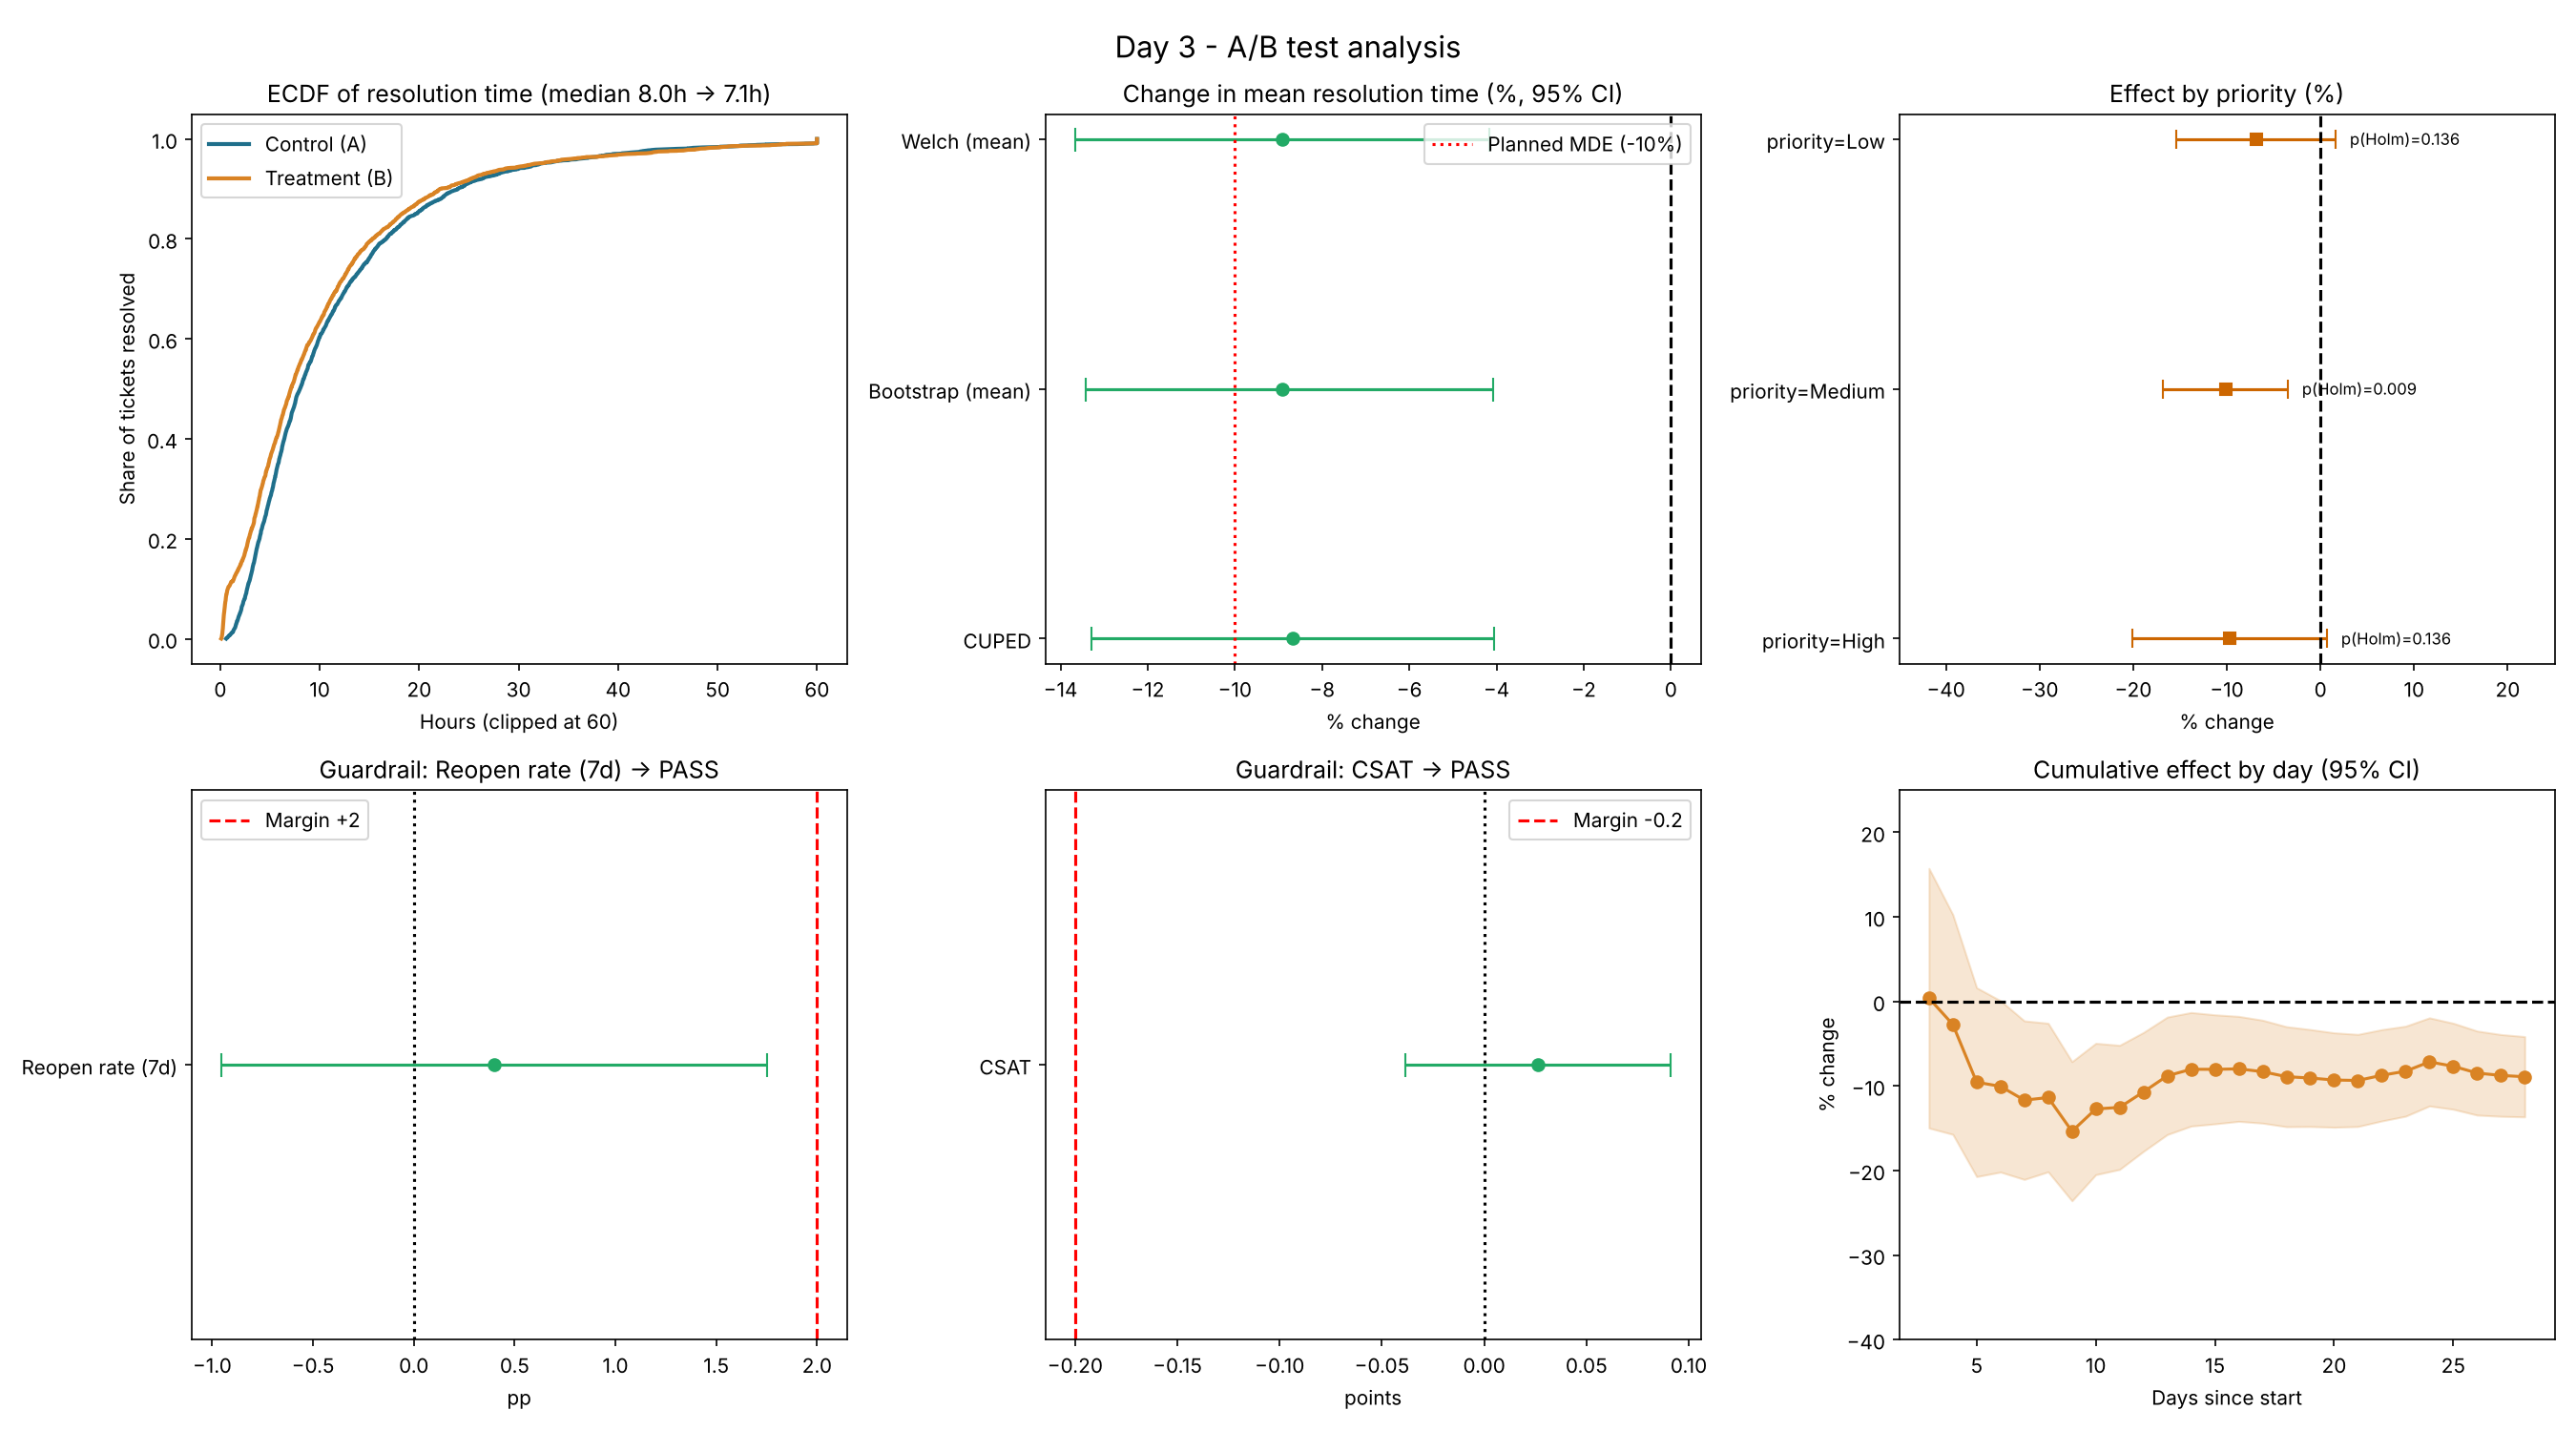 Day 3 - A/B test analysis
ECDF of resolution time (median 8.0h → 7.1h)
Control (A)
Treatment (B)
Share of tickets resolved
1.0
0.8
0.6
0.4
0.2
0.0
0 10 20 30 40 50 60
Hours (clipped at 60)
Change in mean resolution time (%, 95% CI)
Planned MDE (-10%)
Welch (mean)
Bootstrap (mean)
CUPED
−14 −12 −10 −8 −6 −4 −2 0
% change
Effect by priority (%)
priority=Low
p(Holm)=0.136
priority=Medium
p(Holm)=0.009
priority=High
p(Holm)=0.136
−40 −30 −20 −10 0 10 20
% change
Guardrail: Reopen rate (7d) → PASS
Margin +2
Reopen rate (7d)
−1.0 −0.5 0.0 0.5 1.0 1.5 2.0
pp
Guardrail: CSAT → PASS
Margin -0.2
CSAT
−0.20 −0.15 −0.10 −0.05 0.00 0.05 0.10
points
Cumulative effect by day (95% CI)
% change
20
10
0
−10
−20
−30
−40
5 10 15 20 25
Days since start